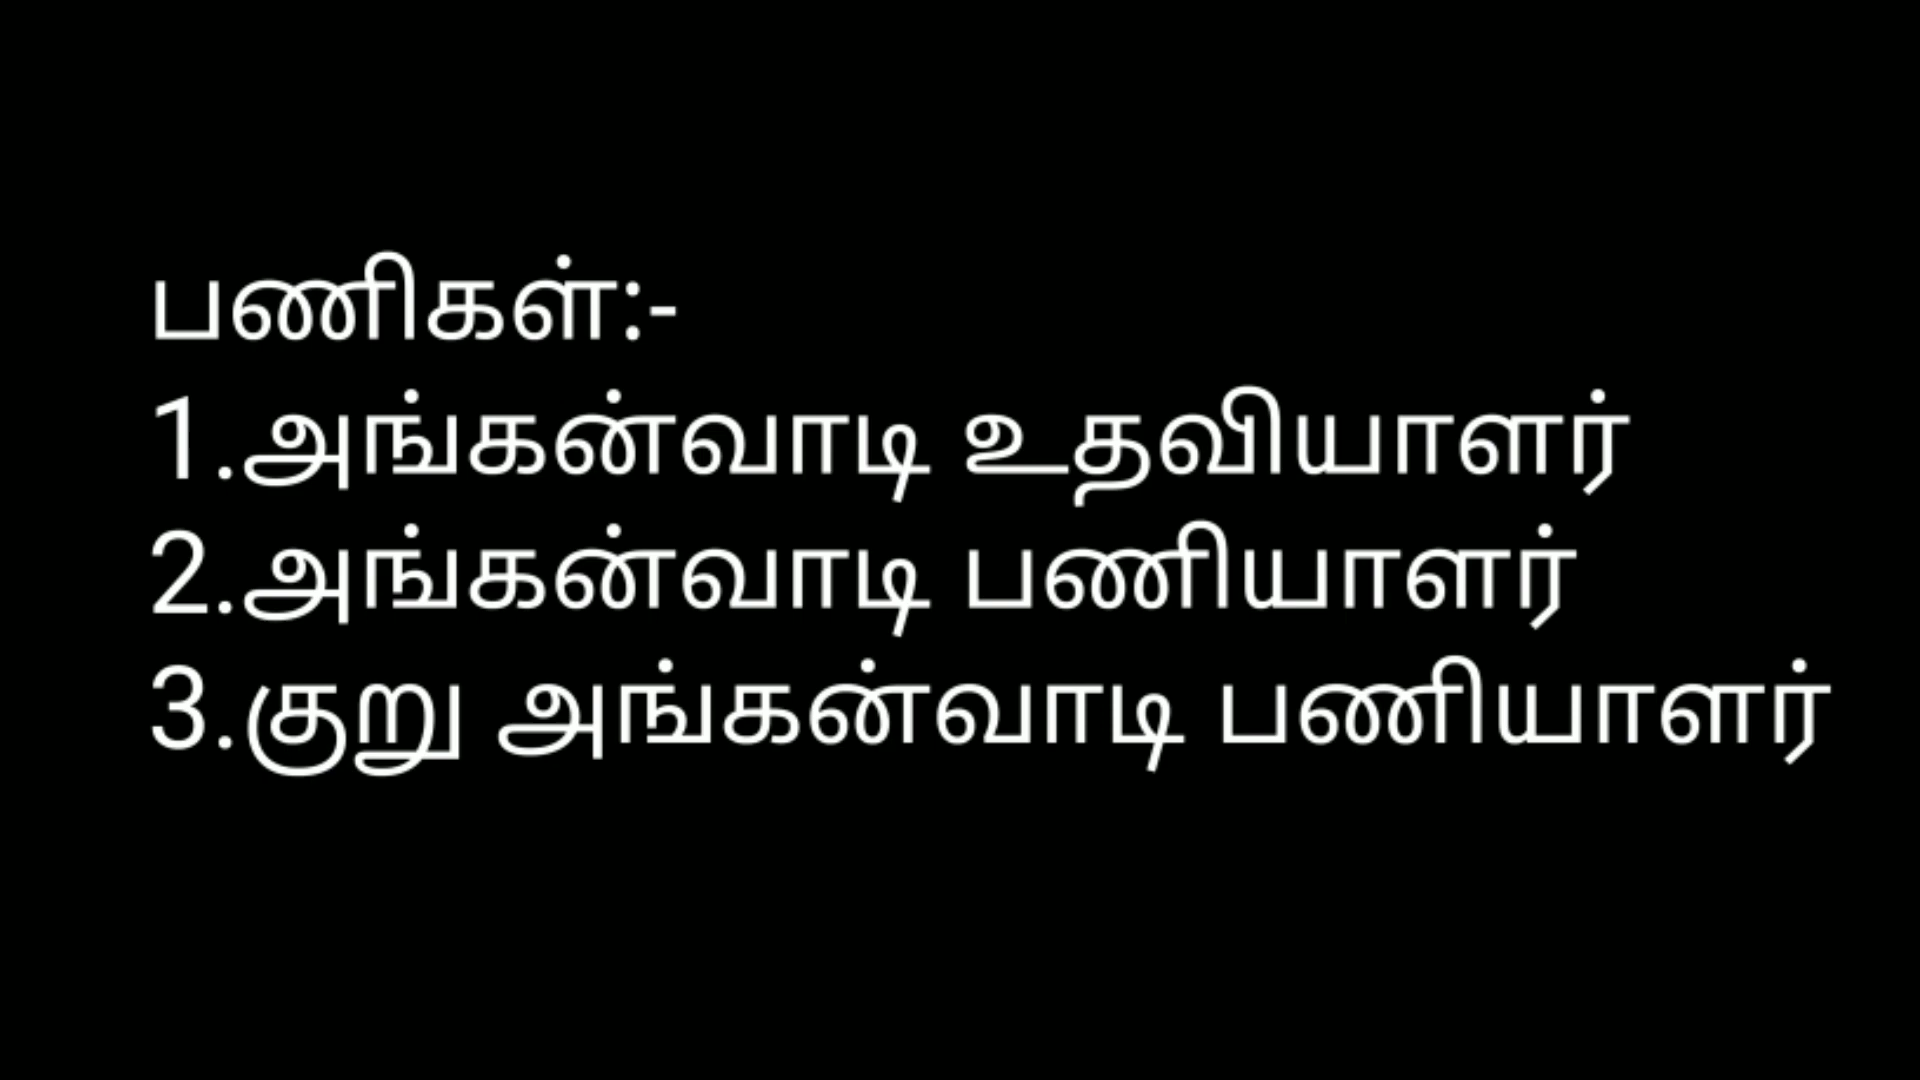 பணிகள்:-
1.அங்கன்வாடி உதவியாளர்
2.அங்கன்வாடி பணியாளர்
3.குறு அங்கன்வாடி பணியாளர்